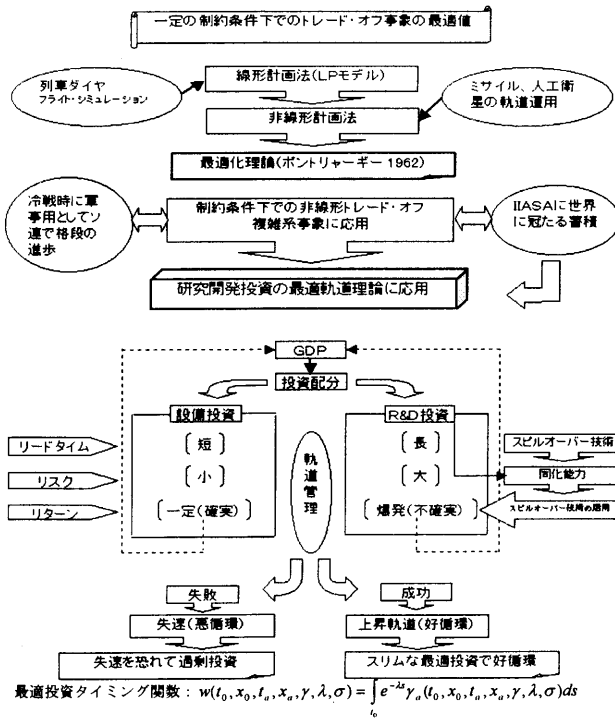 一定の制約条件下でのトレード・オフ事象の最適値
列車ダイヤ
フライト・シミュレーション
線形計画法(LPモデル)
ミサイル、人工衛
星の軌道運用
非線形計画法
最適化理論(ポントリャーギー 1962)
冷戦時に軍
事用としてソ
連で格段の
進歩
制約条件下での非線形トレード・オフ
複雑系事象に応用
IIASAに世界
に冠たる蓄積
研究開発投資の最適軌道理論に応用
GDP
投資配分
設備投資
R&D 投資
リードタイム
〔 短 〕
〔 長 〕
スピルオーバー技術
リスク
〔 小 〕
軌道管理
〔 大 〕
同化能力
リターン
〔 一定(確実) 〕
〔 爆発(不確実) 〕
スピルオーバー技術の活用
失敗
成功
失速(悪循環)
上昇軌道(好循環)
失速を恐れて過剰投資
スリムな最適投資で好循環
最適投資タイミング関数: w(t₀, x₀, tₐ, xₐ, γ, λ, σ) = ∫_{t₀} e^{-λs} γₐ(t₀, x₀, tₐ, xₐ, γ, λ, σ)ds